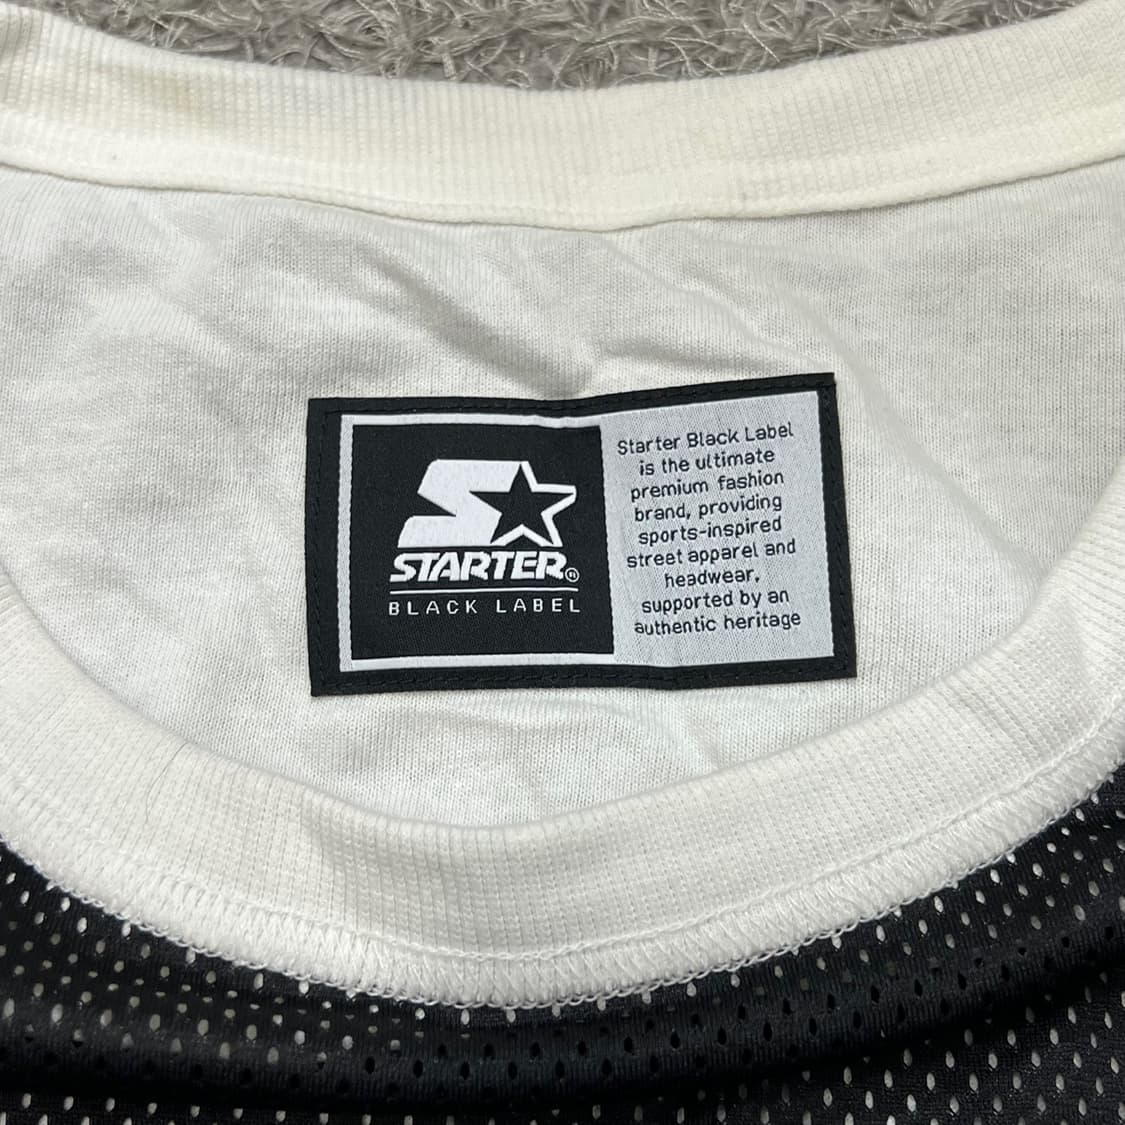 STARTER®
BLACK LABEL
Starter Black Label
is the ultimate
premium fashion
brand, providing
sports-inspired
street apparel and
headwear,
supported by an
authentic heritage